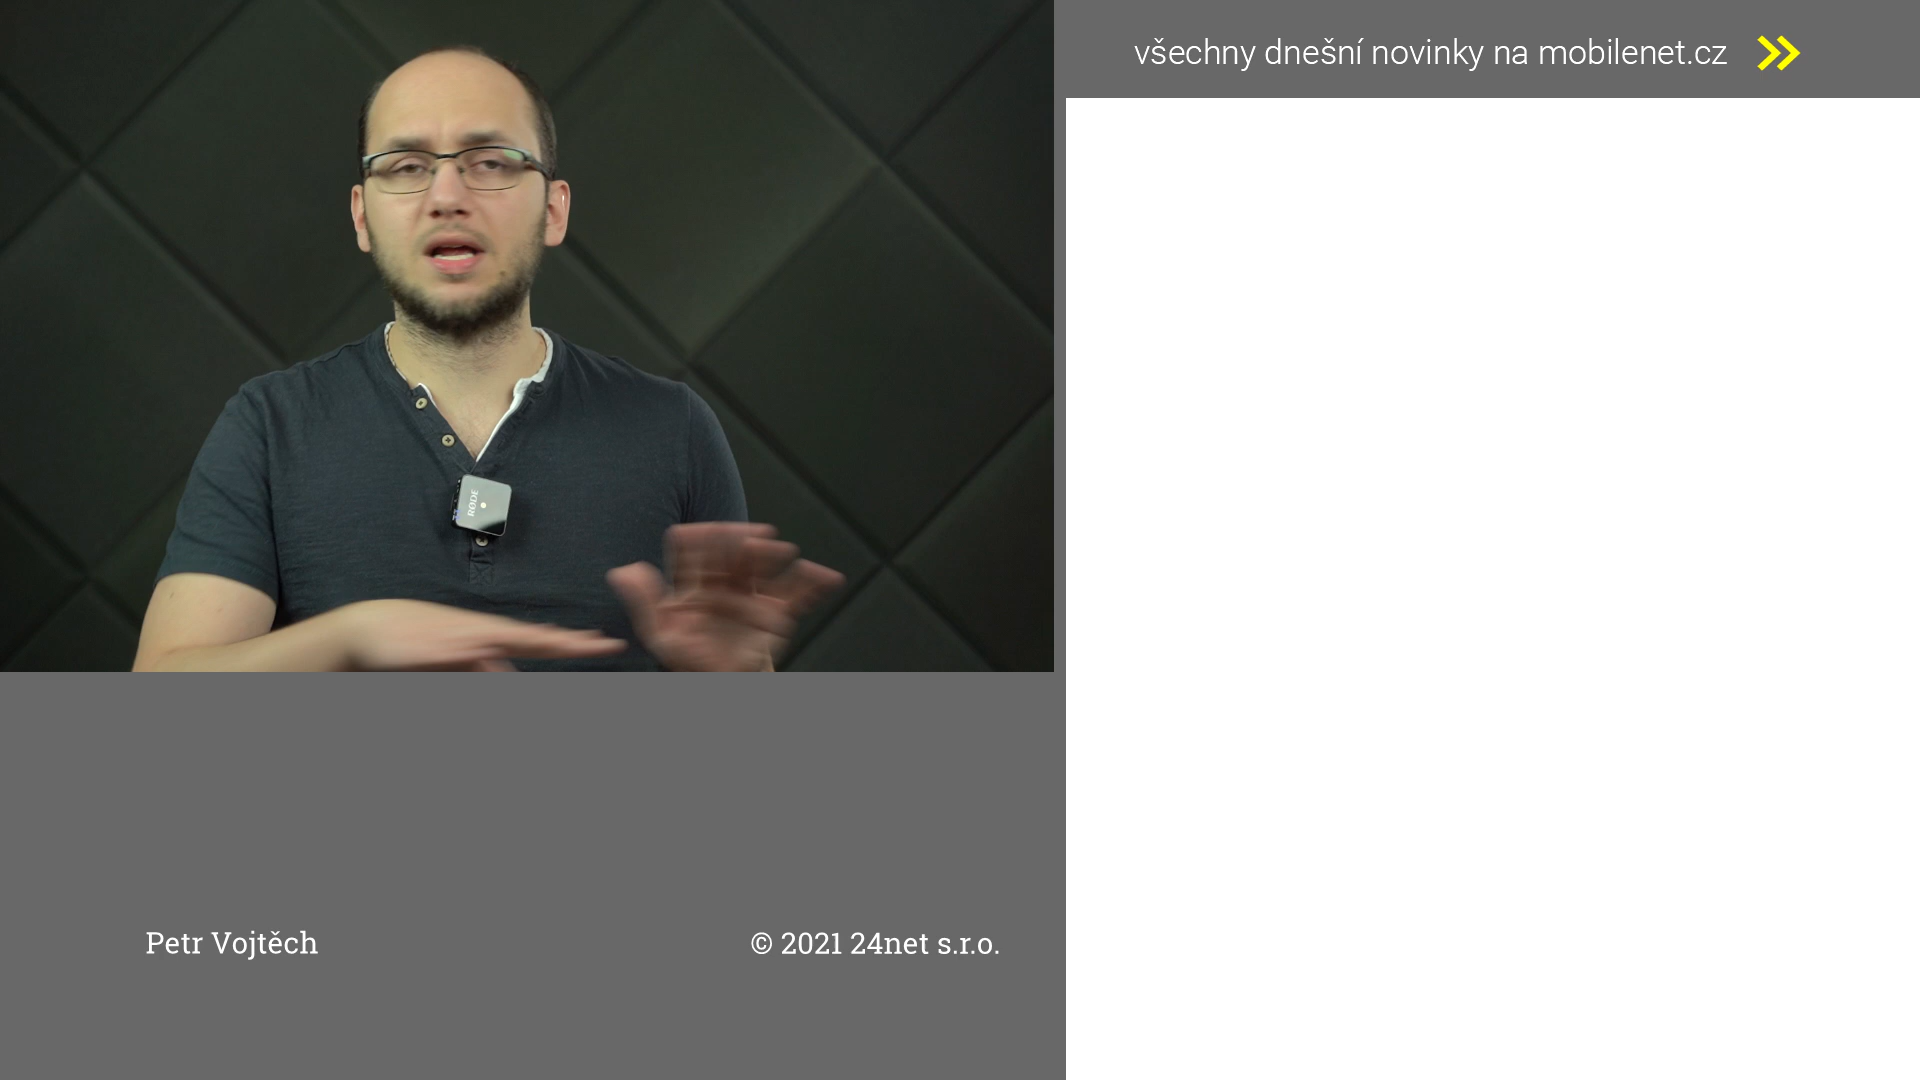 všechny dnešní novinky na mobilenet.cz
RØDE
Petr Vojtěch
© 2021 24net s.r.o.